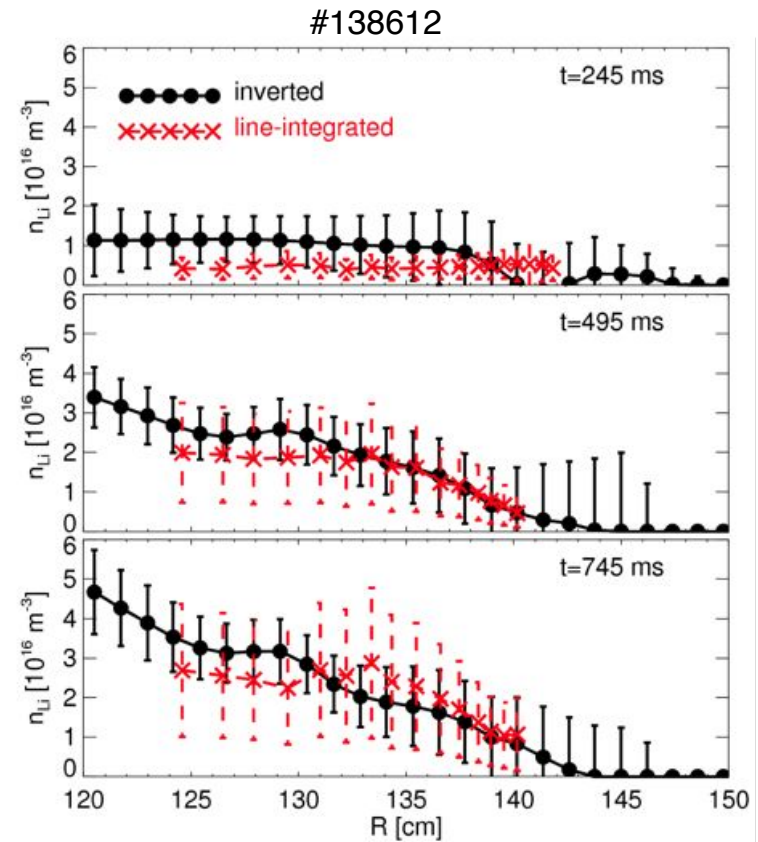 #138612
6
5
4
3
2
1
0
inverted
line-integrated
t=245 ms
n_Li [10^16 m^-3]
6
5
4
3
2
1
0
t=495 ms
n_Li [10^16 m^-3]
6
5
4
3
2
1
0
t=745 ms
n_Li [10^16 m^-3]
120 125 130 135 140 145 150
R [cm]